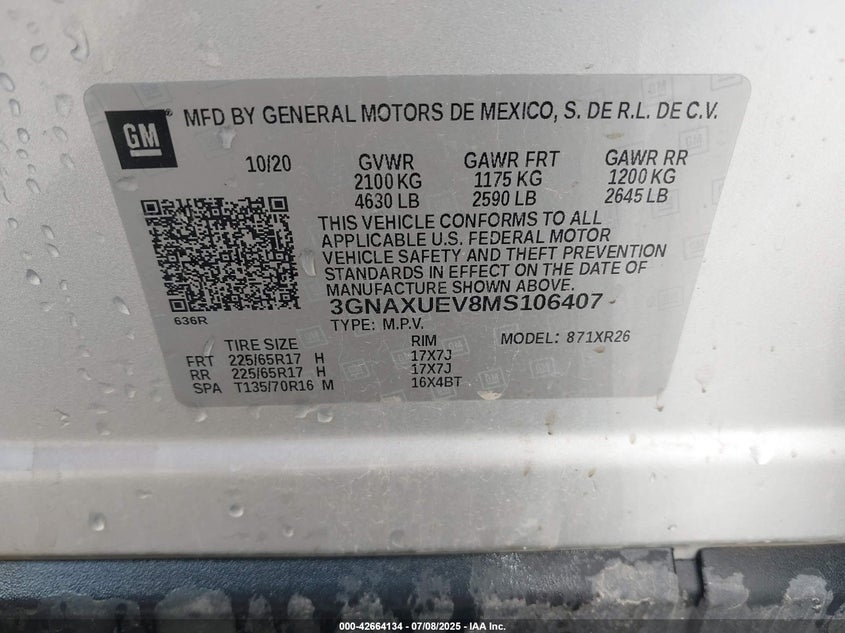 GM ® MFD BY GENERAL MOTORS DE MEXICO, S. DE R.L. DE C.V.
10/20 GVWR GAWR FRT GAWR RR
2100 KG 1175 KG 1200 KG
4630 LB 2590 LB 2645 LB
THIS VEHICLE CONFORMS TO ALL
APPLICABLE U.S. FEDERAL MOTOR
VEHICLE SAFETY AND THEFT PREVENTION
STANDARDS IN EFFECT ON THE DATE OF
MANUFACTURE SHOWN ABOVE.
3GNAXUEV8MS106407
636R
TYPE: M.P.V. MODEL: 871XR26
TIRE SIZE RIM
FRT 225/65R17 H 17X7J
RR 225/65R17 H 17X7J
SPA T135/70R16 M 16X4BT
000-42664134 | 07/08/2025 - IAA Inc.